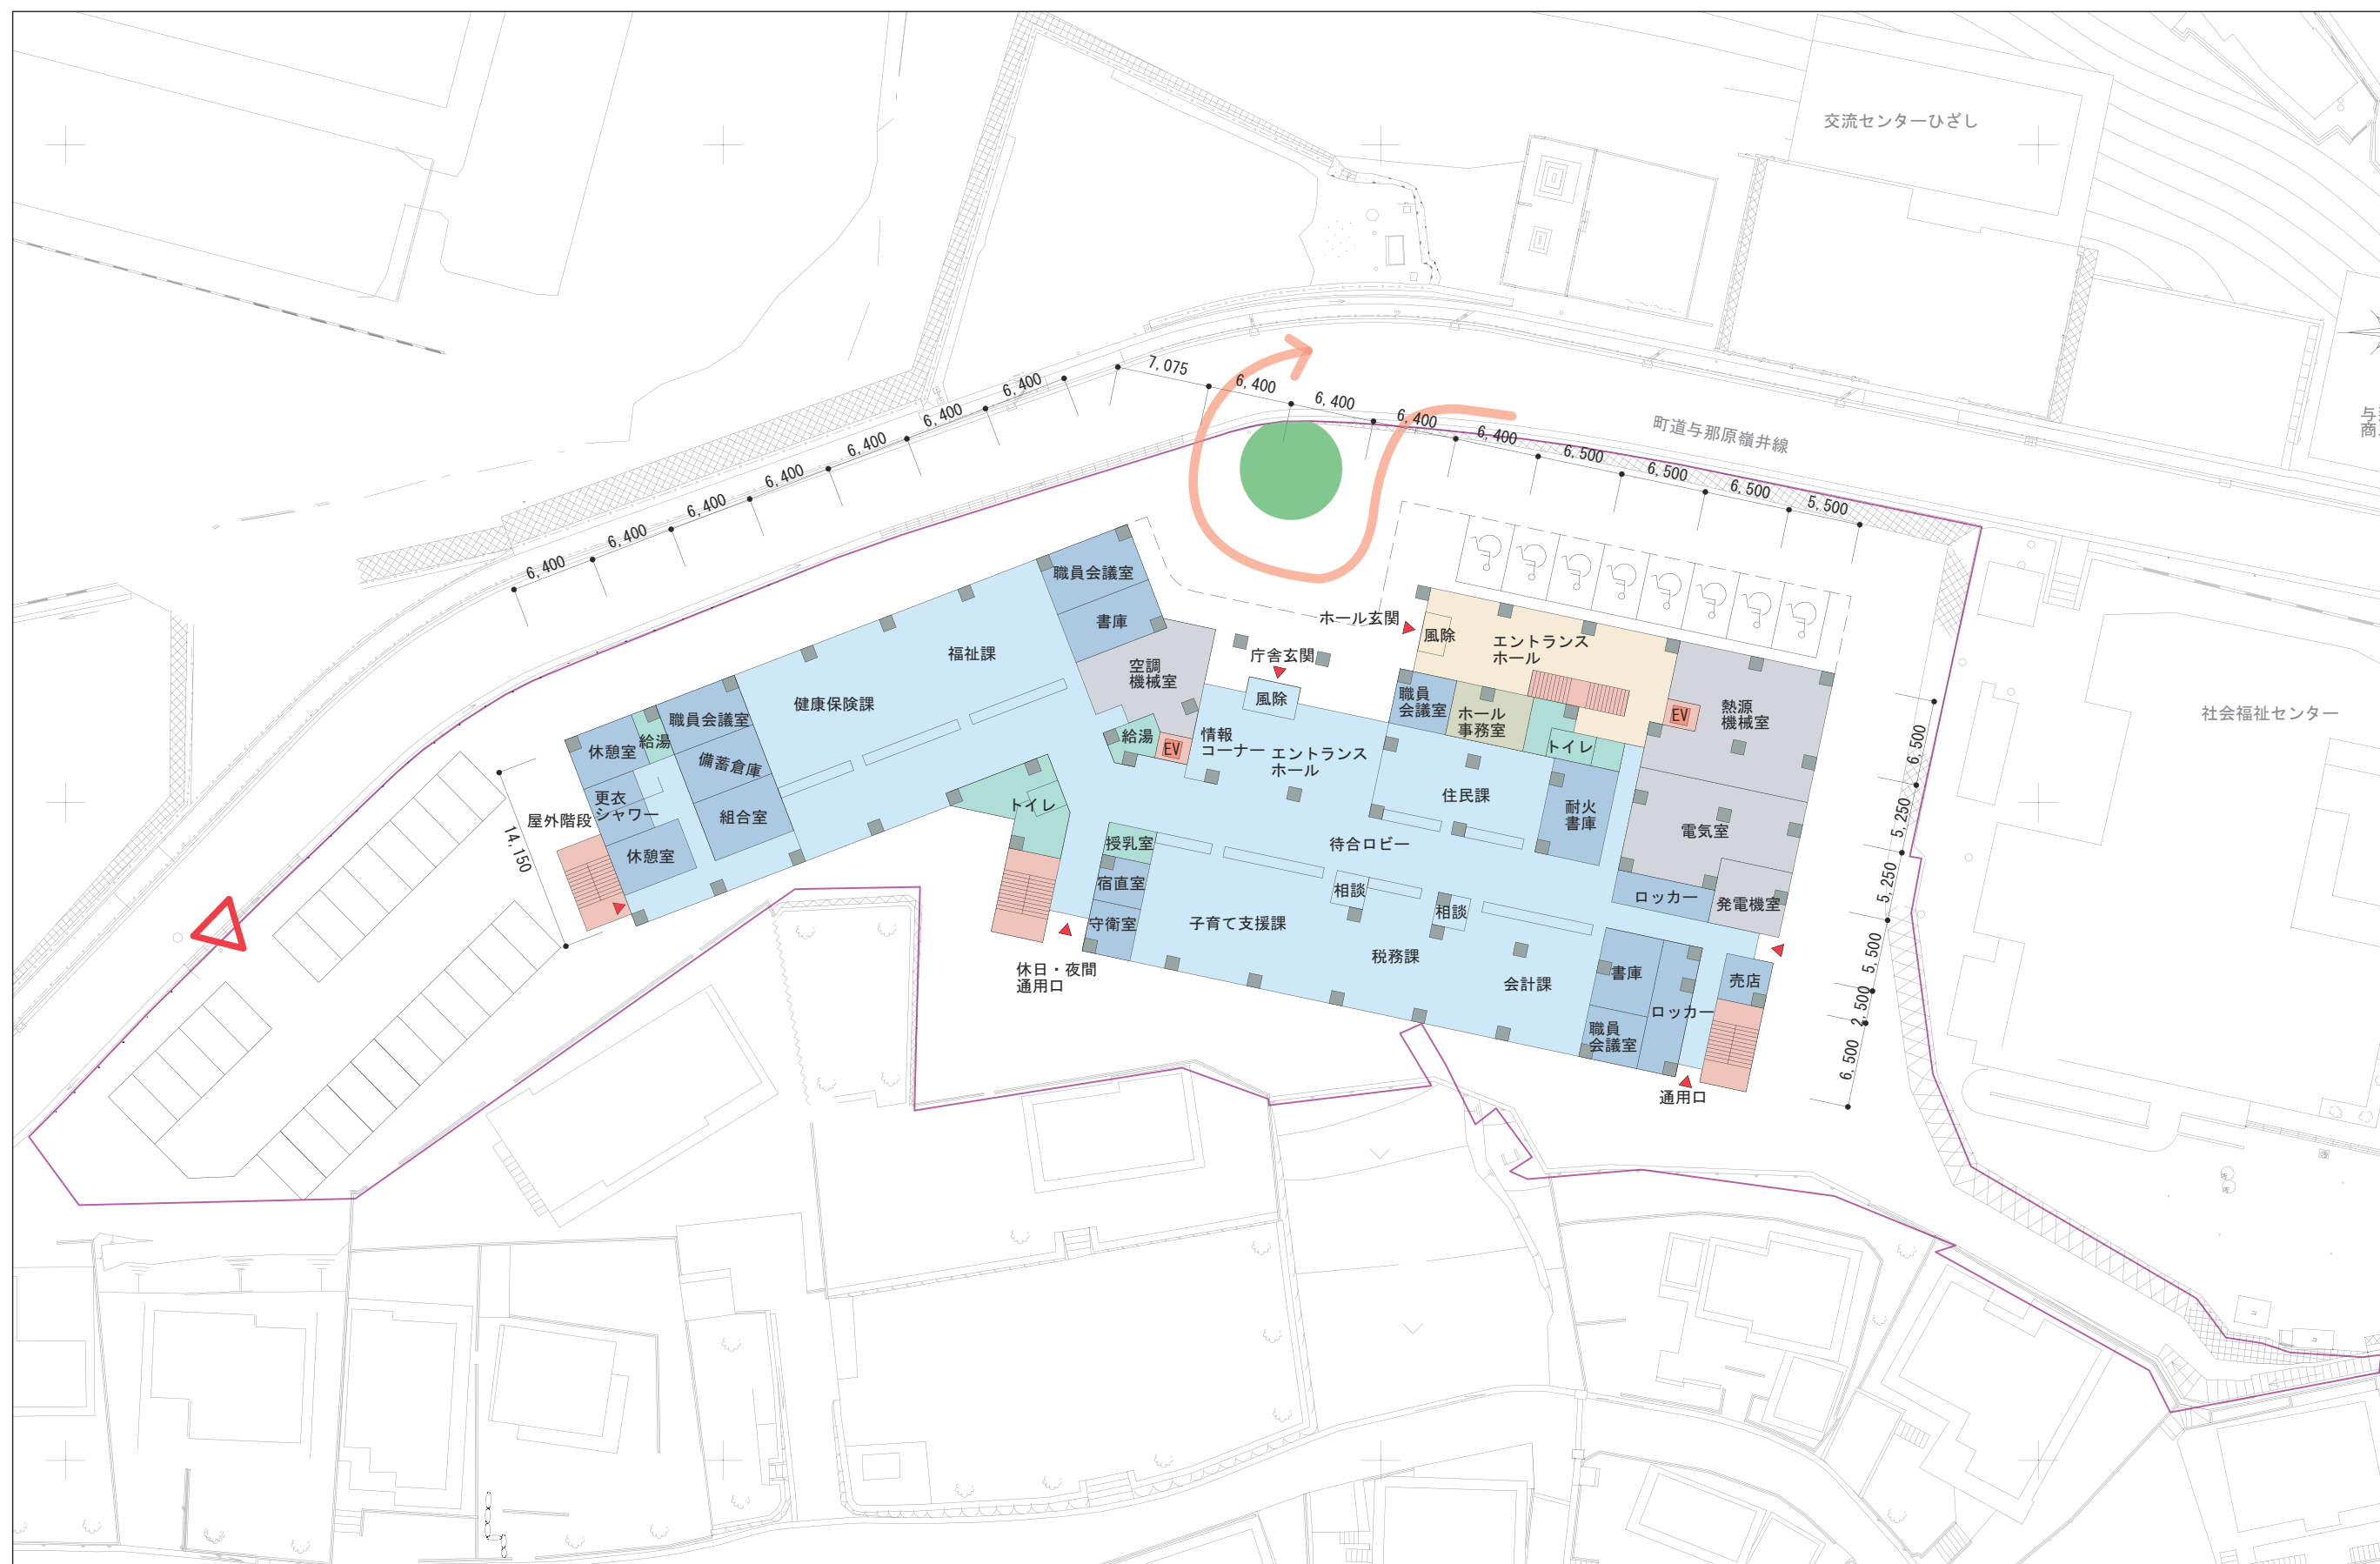 交流センターひざし
町道与那原嶺井線
社会福祉センター
7,075
6,400
6,400
6,400
6,400
6,500
6,500
6,500
5,500
6,400
6,400
6,400
6,400
6,400
6,400
6,400
14,150
6,500
5,250
5,250
5,500
2,500
6,500
職員会議室
書庫
福祉課
空調
機械室
健康保険課
職員会議室
給湯
休憩室
備蓄倉庫
更衣
シャワー
屋外階段
組合室
休憩室
ホール玄関
庁舎玄関
風除
風除
エントランス
ホール
職員
会議室
ホール
事務室
トイレ
EV
熱源
機械室
給湯
EV
情報
コーナー
エントランス
ホール
トイレ
住民課
耐火
書庫
電気室
授乳室
待合ロビー
宿直室
相談
相談
ロッカー
発電機室
守衛室
子育て支援課
税務課
会計課
書庫
売店
ロッカー
職員
会議室
休日・夜間
通用口
通用口